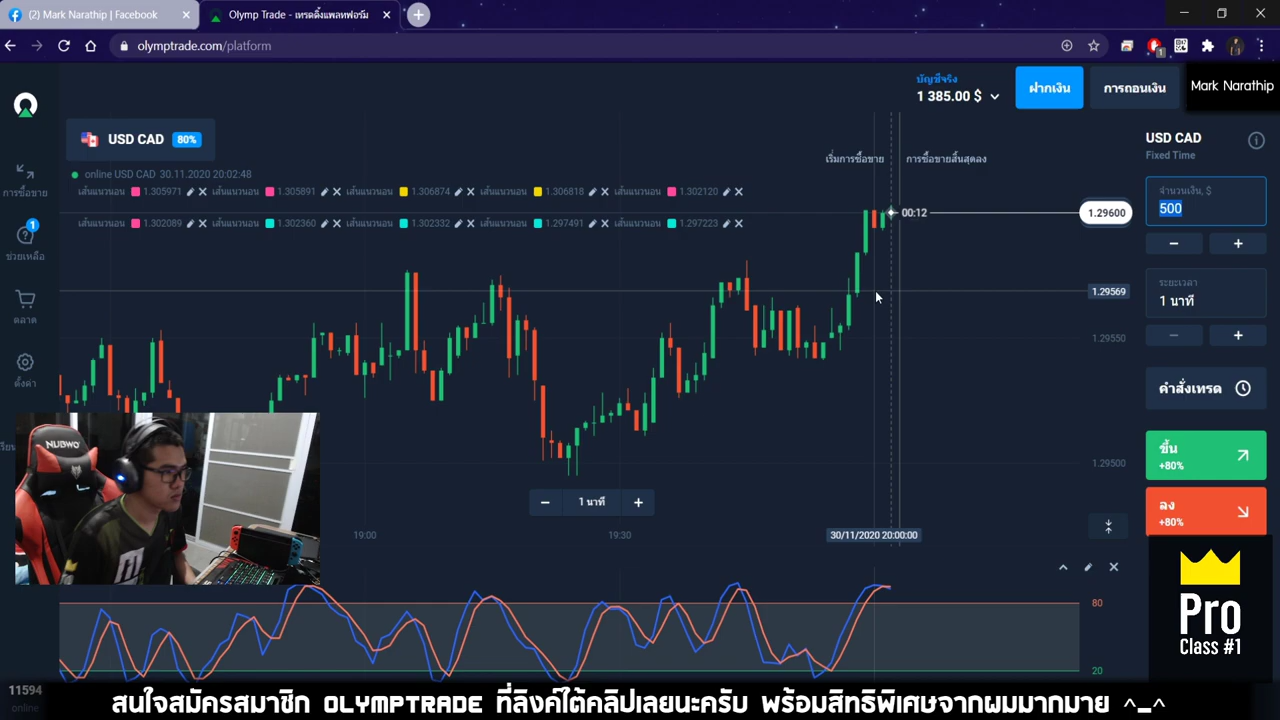 (2) Mark Narathip | Facebook
Olymp Trade - เทรดดิ้งแพลทฟอร์ม
olymptrade.com/platform
บัญชีจริง
1 385.00 $
ฝากเงิน
การถอนเงิน
Mark Narathip
USD CAD 80%
online USD CAD 30.11.2020 20:02:48
เส้นแนวนอน 1.305971 เส้นแนวนอน 1.305891 เส้นแนวนอน 1.306874 เส้นแนวนอน 1.306818 เส้นแนวนอน 1.302120
เส้นแนวนอน 1.302089 เส้นแนวนอน 1.302360 เส้นแนวนอน 1.302332 เส้นแนวนอน 1.297491 เส้นแนวนอน 1.297223
เริ่มการซื้อขาย
การซื้อขายสิ้นสุดลง
00:12
1.29600
1.29569
1.29550
1.29500
การซื้อขาย
1
ช่วยเหลือ
ตลาด
ตั้งค่า
USD CAD
Fixed Time
จำนวนเงิน, $
500
ระยะเวลา
1 นาที
คำสั่งเทรด
ขึ้น
+80%
ลง
+80%
1 นาที
19:00
19:30
30/11/2020 20:00:00
80
20
NUBWO
Pro
Class #1
11594
online
สนใจสมัครสมาชิก OLYMPTRADE ที่ลิงค์ใต้คลิปเลยนะครับ พร้อมสิทธิพิเศษจากผมมากมาย ^_^